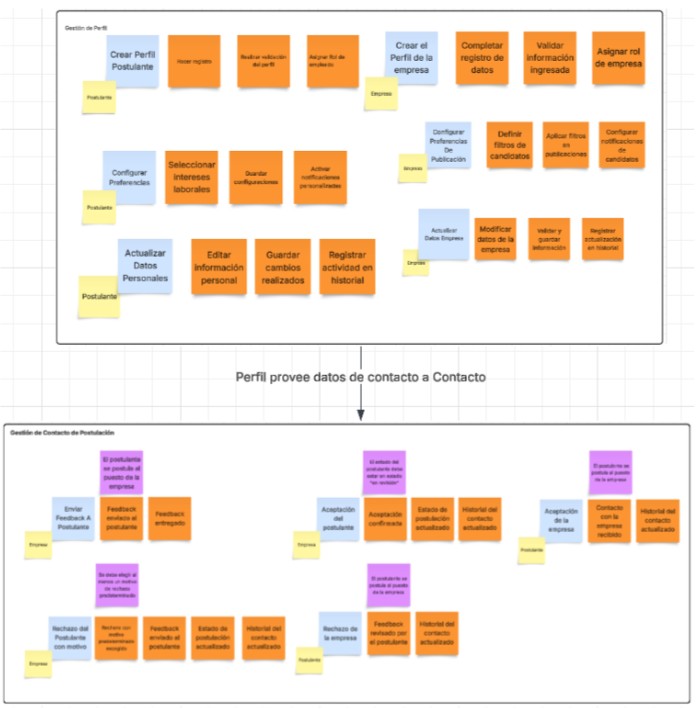 Gestión de Perfil
Crear Perfil
Postulante
Postulante
Hacer registro
Realizar validación
del perfil
Asignar rol de
empleado
Crear el
Perfil de la
empresa
Empresa
Completar
registro de
datos
Validar
información
ingresada
Asignar rol
de empresa
Configurar
Preferencias
De
Publicación
Empresa
Definir
filtros de
candidatos
Aplicar filtros
en
publicaciones
Configurar
notificaciones
de
candidatos
Configurar
Preferencias
Postulante
Seleccionar
intereses
laborales
Guardar
configuraciones
Activar
notificaciones
personalizadas
Actualizar
Datos Empresa
Empresa
Modificar
datos de la
empresa
Validar y
guardar
información
Registrar
actualización
en historial
Actualizar
Datos
Personales
Postulante
Editar
información
personal
Guardar
cambios
realizados
Registrar
actividad en
historial
Perfil provee datos de contacto a Contacto
Gestión de Contacto de Postulación
El postulante
se postula al
puesto de la
empresa
Enviar
Feedback A
Postulante
Empresa
Feedback
enviado al
postulante
Feedback
entregado
El estado del
postulante debe
estar en estado
"en revisión"
Aceptación
del
postulante
Empresa
Aceptación
confirmada
Estado de
postulación
actualizado
Historial del
contacto
actualizado
El postulante se
postula al puesto
de la empresa
Aceptación
de la
empresa
Postulante
Contacto
con la
empresa
recibido
Historial del
contacto
actualizado
Se debe elegir al
menos un motivo
de rechazo
predeterminado
Rechazo del
Postulante
con motivo
Empresa
Rechazo con
motivo
predeterminado
escogido
Feedback
enviado al
postulante
Estado de
postulación
actualizado
Historial del
contacto
actualizado
El postulante se
postula al puesto de
la empresa
Rechazo de
la empresa
Postulante
Feedback
revisado por
el postulante
Historial del
contacto
actualizado